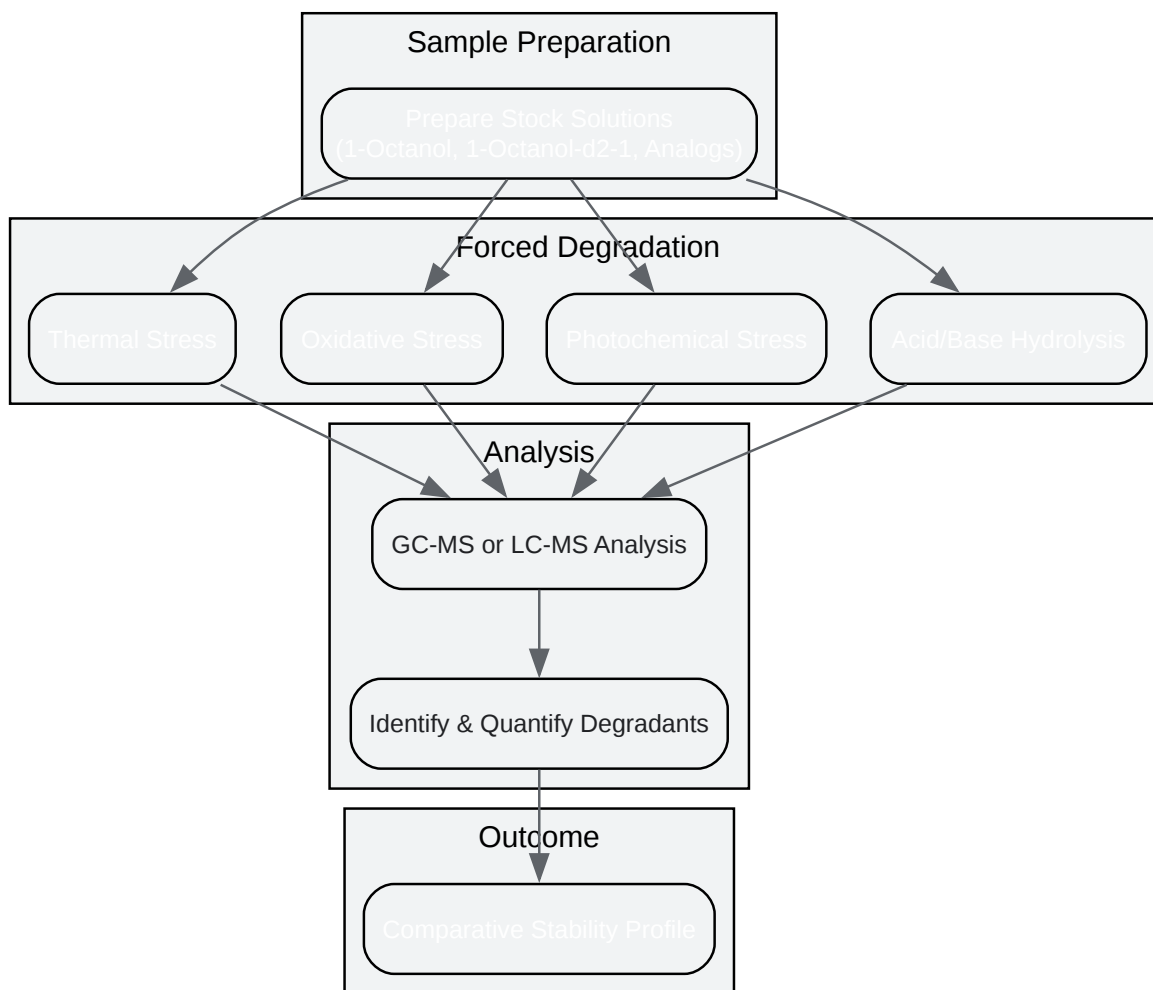 Sample Preparation
Prepare Stock Solutions
(1-Octanol, 1-Octanol-d2-1, Analogs)
Forced Degradation
Thermal Stress
Oxidative Stress
Photochemical Stress
Acid/Base Hydrolysis
Analysis
GC-MS or LC-MS Analysis
Identify & Quantify Degradants
Outcome
Comparative Stability Profile